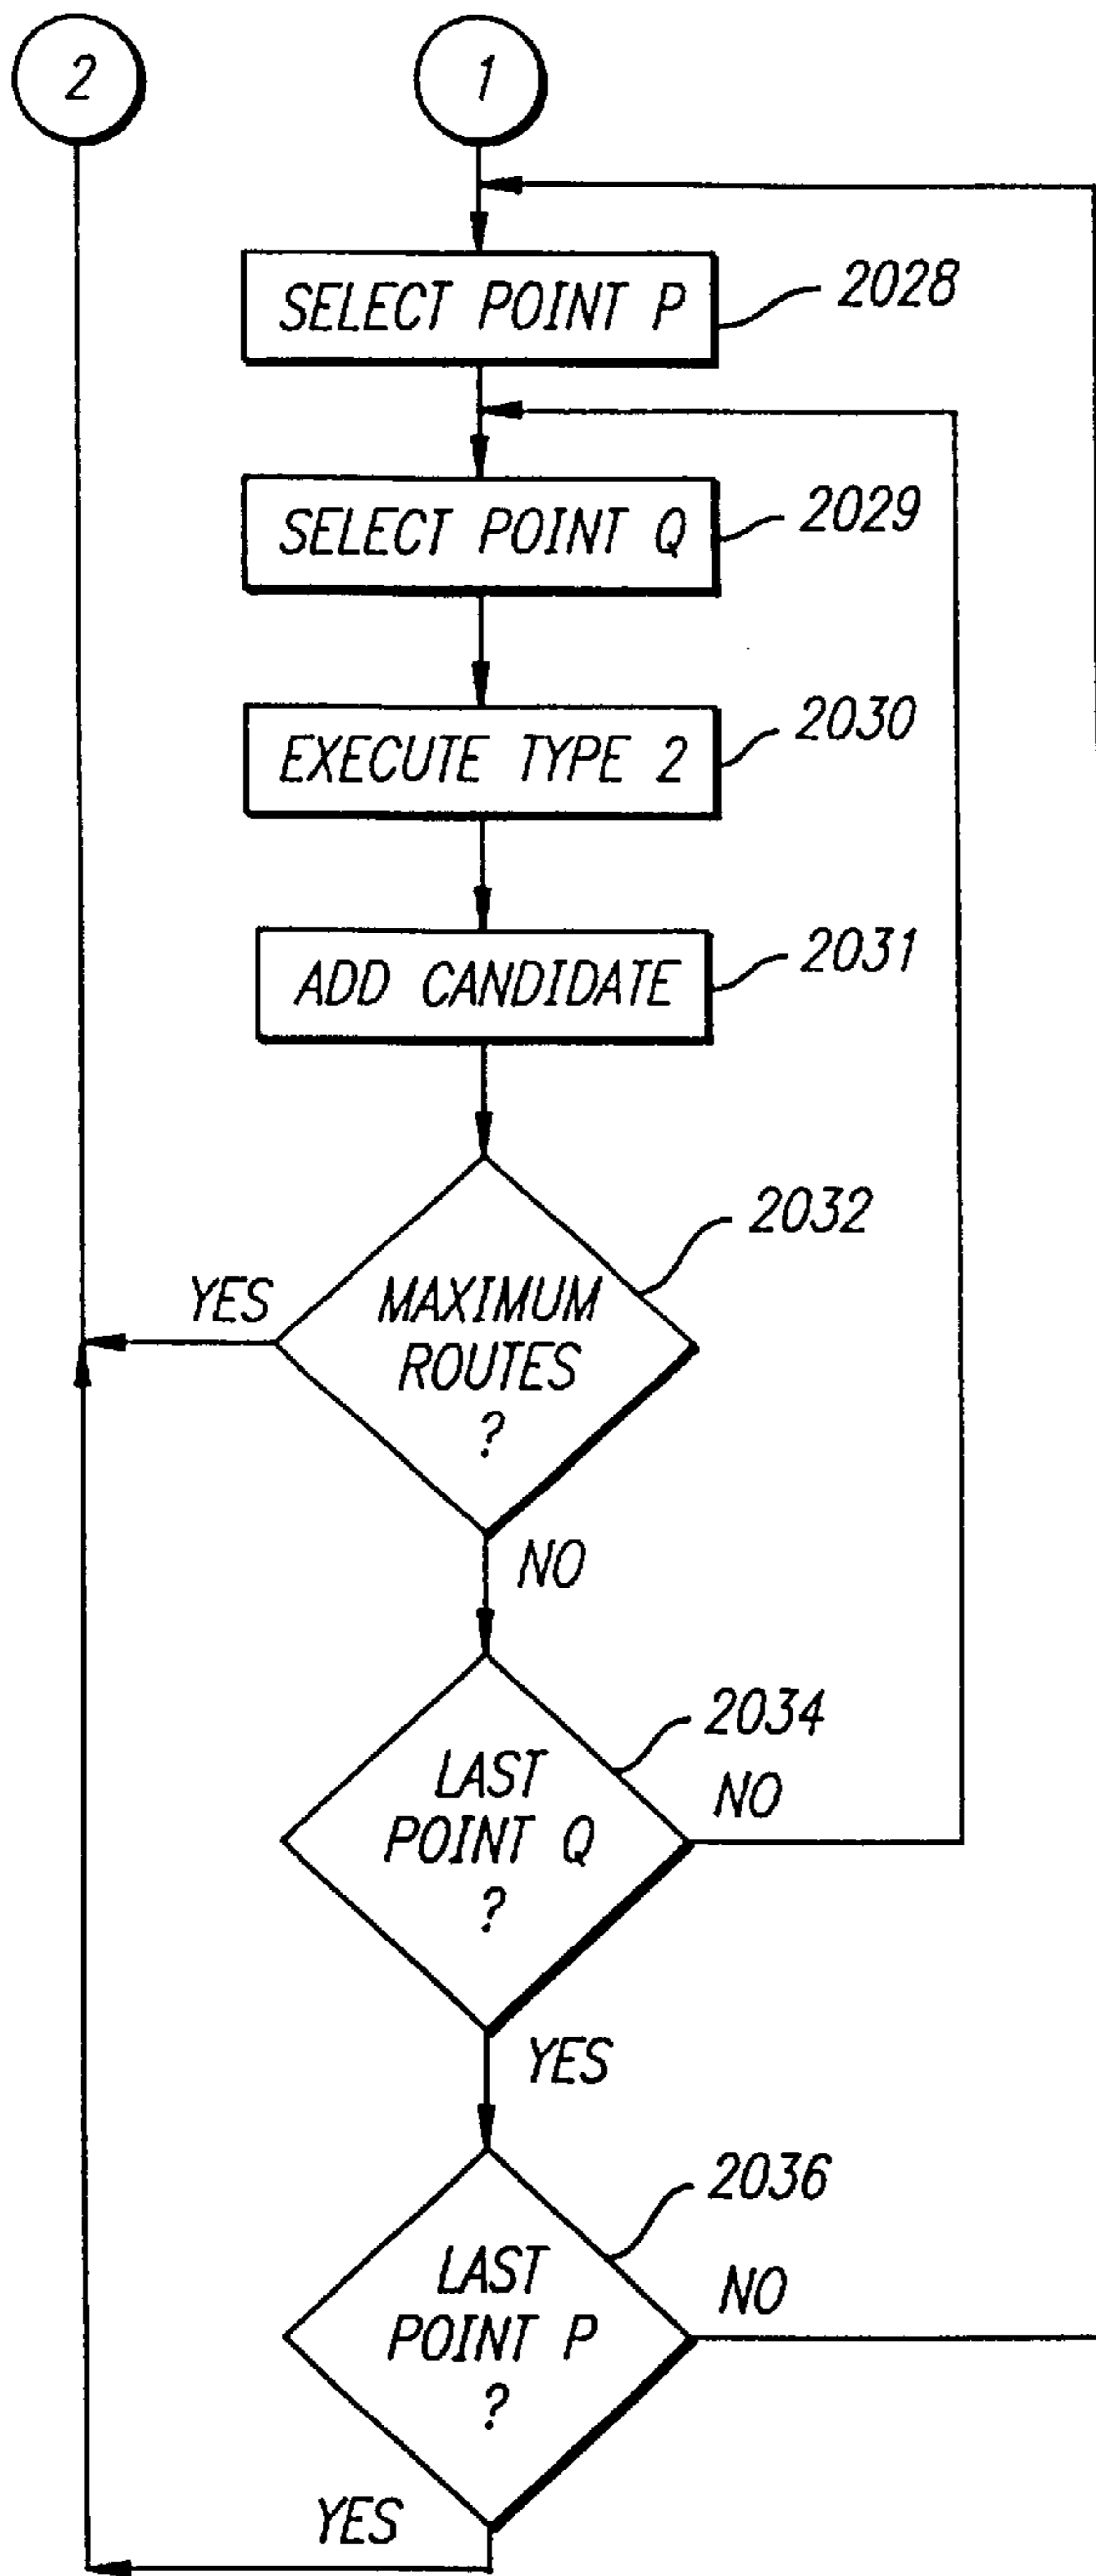 2
1
SELECT POINT P
2028
SELECT POINT Q
2029
EXECUTE TYPE 2
2030
ADD CANDIDATE
2031
2032
YES
MAXIMUM
ROUTES
?
NO
2034
LAST
POINT Q
?
NO
YES
2036
LAST
POINT P
?
NO
YES